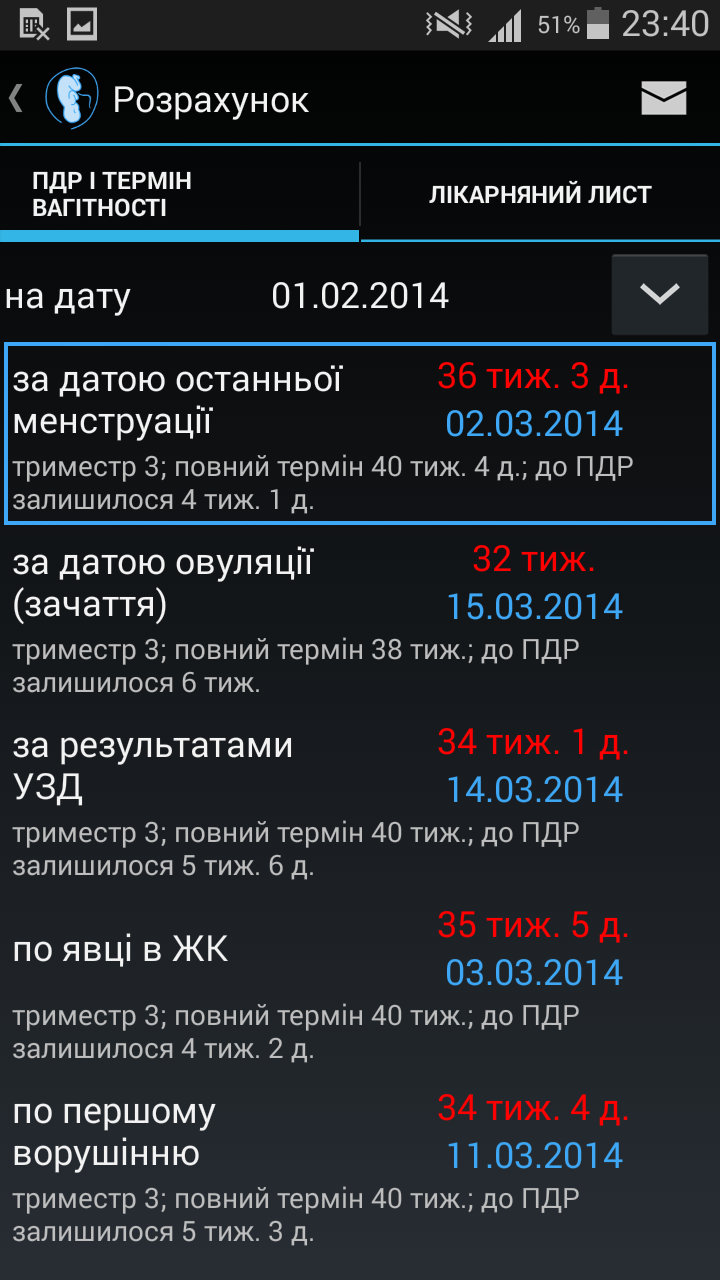 51% 23:40
Розрахунок
ПДР І ТЕРМІН
ВАГІТНОСТІ
ЛІКАРНЯНИЙ ЛИСТ
на дату 01.02.2014
за датою останньої
менструації
36 тиж. 3 д.
02.03.2014
триместр 3; повний термін 40 тиж. 4 д.; до ПДР
залишилося 4 тиж. 1 д.
за датою овуляції
(зачаття)
32 тиж.
15.03.2014
триместр 3; повний термін 38 тиж.; до ПДР
залишилося 6 тиж.
за результатами
УЗД
34 тиж. 1 д.
14.03.2014
триместр 3; повний термін 40 тиж.; до ПДР
залишилося 5 тиж. 6 д.
по явці в ЖК
35 тиж. 5 д.
03.03.2014
триместр 3; повний термін 40 тиж.; до ПДР
залишилося 4 тиж. 2 д.
по першому
ворушінню
34 тиж. 4 д.
11.03.2014
триместр 3; повний термін 40 тиж.; до ПДР
залишилося 5 тиж. 3 д.